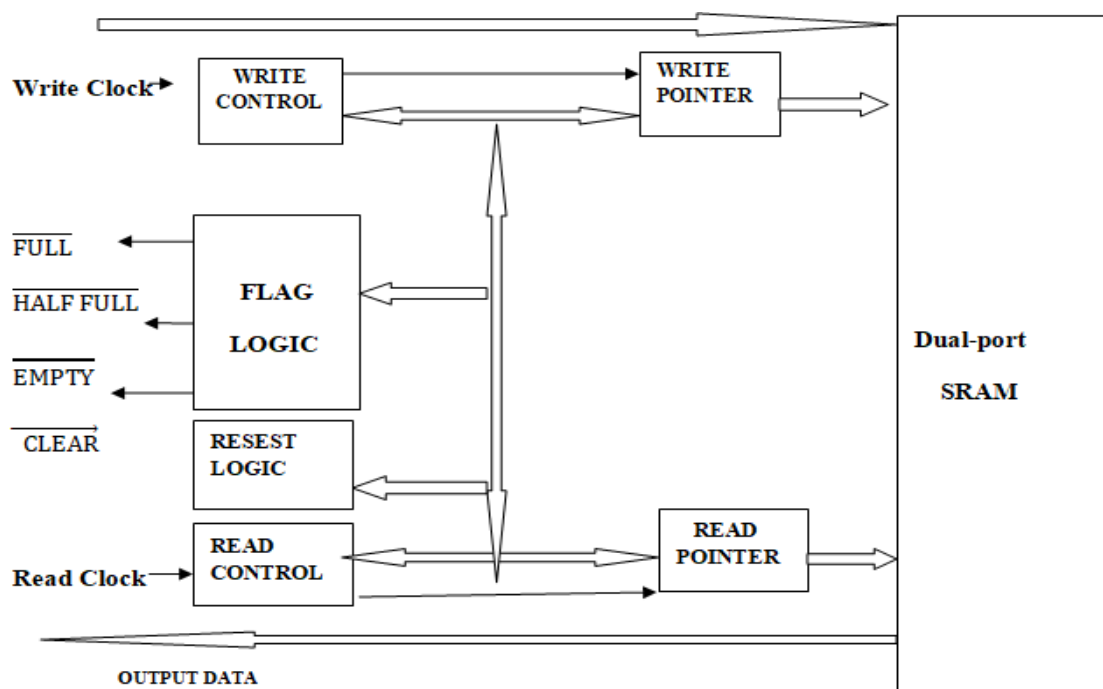 Write Clock
WRITE
CONTROL
WRITE
POINTER
FULL
HALF FULL
EMPTY
CLEAR
FLAG
LOGIC
RESEST
LOGIC
Dual-port
SRAM
Read Clock
READ
CONTROL
READ
POINTER
OUTPUT DATA